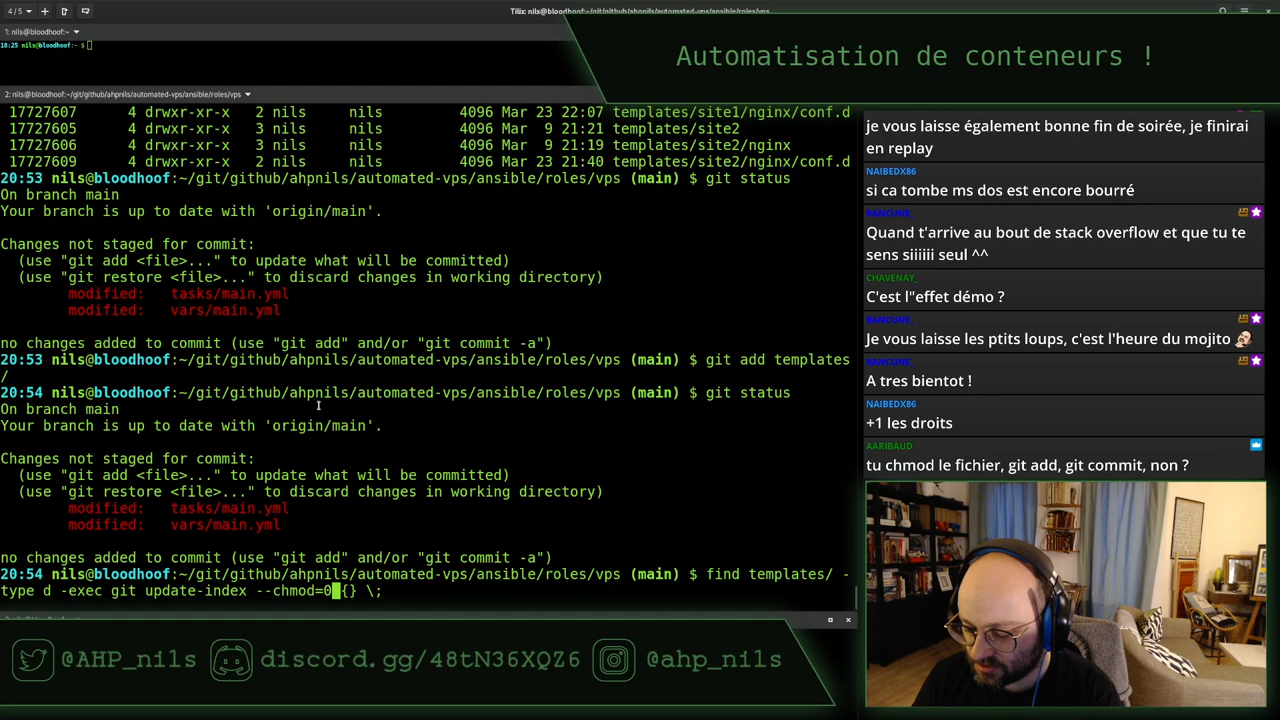 4 / 5
Tilix: nils@bloodhoof:~/git/github/ahpnils/automated-vps/ansible/roles/vps
1: nils@bloodhoof:~
18:25 nils@bloodhoof:~ $
Automatisation de conteneurs !
2: nils@bloodhoof:~/git/github/ahpnils/automated-vps/ansible/roles/vps
17727607 4 drwxr-xr-x 2 nils nils 4096 Mar 23 22:07 templates/site1/nginx/conf.d
17727605 4 drwxr-xr-x 3 nils nils 4096 Mar 9 21:21 templates/site2
17727606 4 drwxr-xr-x 3 nils nils 4096 Mar 9 21:19 templates/site2/nginx
17727609 4 drwxr-xr-x 2 nils nils 4096 Mar 23 21:40 templates/site2/nginx/conf.d
20:53 nils@bloodhoof:~/git/github/ahpnils/automated-vps/ansible/roles/vps (main) $ git status
On branch main
Your branch is up to date with 'origin/main'.
Changes not staged for commit:
(use "git add <file>..." to update what will be committed)
(use "git restore <file>..." to discard changes in working directory)
modified: tasks/main.yml
modified: vars/main.yml
no changes added to commit (use "git add" and/or "git commit -a")
20:53 nils@bloodhoof:~/git/github/ahpnils/automated-vps/ansible/roles/vps (main) $ git add templates
/
20:54 nils@bloodhoof:~/git/github/ahpnils/automated-vps/ansible/roles/vps (main) $ git status
On branch main
Your branch is up to date with 'origin/main'.
Changes not staged for commit:
(use "git add <file>..." to update what will be committed)
(use "git restore <file>..." to discard changes in working directory)
modified: tasks/main.yml
modified: vars/main.yml
no changes added to commit (use "git add" and/or "git commit -a")
20:54 nils@bloodhoof:~/git/github/ahpnils/automated-vps/ansible/roles/vps (main) $ find templates/ -
type d -exec git update-index --chmod=0 {} \;
je vous laisse également bonne fin de soirée, je finirai
en replay
NAIBEDX86
si ca tombe ms dos est encore bourré
RANCUNE_
Quand t'arrive au bout de stack overflow et que tu te
sens siiiiii seul ^^
CHAVENAY_
C'est l"effet démo ?
RANCUNE_
Je vous laisse les ptits loups, c'est l'heure du mojito
RANCUNE_
A tres bientot !
NAIBEDX86
+1 les droits
AARIBAUD
tu chmod le fichier, git add, git commit, non ?
@AHP_nils
discord.gg/48tN36XQZ6
@ahp_nils